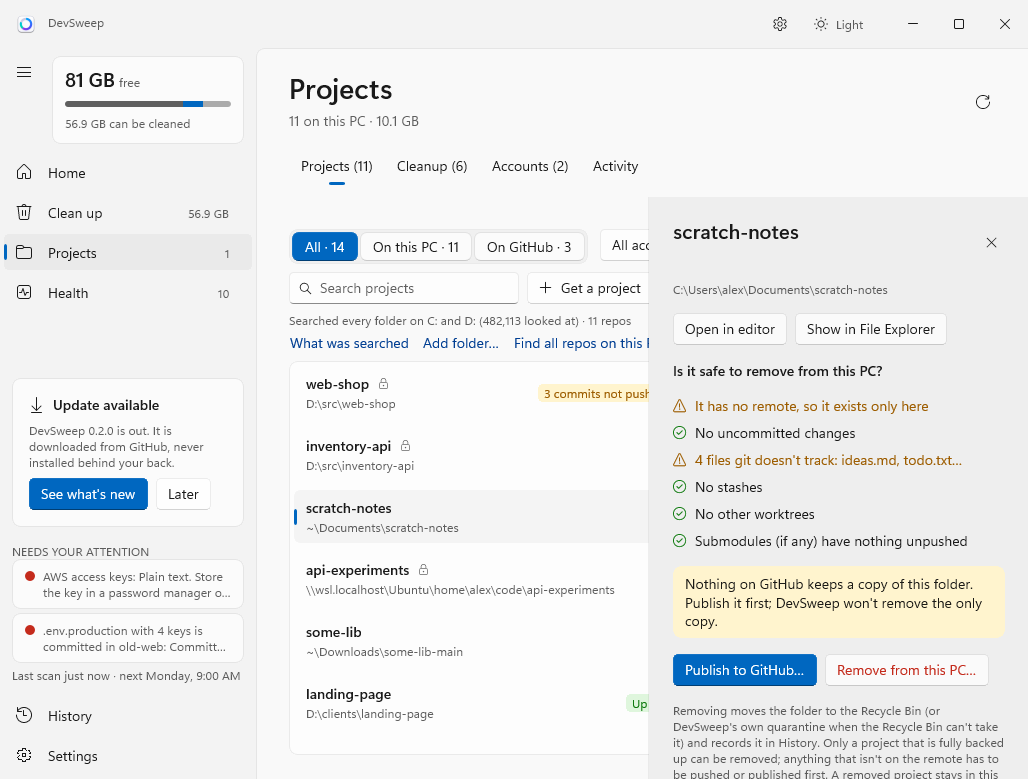 DevSweep
Light
81 GB free
56.9 GB can be cleaned
Home
Clean up 56.9 GB
Projects 1
Health 10
Update available
DevSweep 0.2.0 is out. It is
downloaded from GitHub, never
installed behind your back.
See what's new Later
NEEDS YOUR ATTENTION
AWS access keys: Plain text. Store
the key in a password manager o...
.env.production with 4 keys is
committed in old-web: Committ...
Last scan just now · next Monday, 9:00 AM
History
Settings
Projects
11 on this PC · 10.1 GB
Projects (11) Cleanup (6) Accounts (2) Activity
All · 14 On this PC · 11 On GitHub · 3 All acc
Search projects Get a project
Searched every folder on C: and D: (482,113 looked at) · 11 repos
What was searched Add folder... Find all repos on this
web-shop
D:\src\web-shop
3 commits not push
inventory-api
D:\src\inventory-api
scratch-notes
~\Documents\scratch-notes
api-experiments
\\wsl.localhost\Ubuntu\home\alex\code\api-experiments
some-lib
~\Downloads\some-lib-main
landing-page
D:\clients\landing-page
Up
scratch-notes
C:\Users\alex\Documents\scratch-notes
Open in editor Show in File Explorer
Is it safe to remove from this PC?
It has no remote, so it exists only here
No uncommitted changes
4 files git doesn't track: ideas.md, todo.txt...
No stashes
No other worktrees
Submodules (if any) have nothing unpushed
Nothing on GitHub keeps a copy of this folder.
Publish it first; DevSweep won't remove the only
copy.
Publish to GitHub... Remove from this PC...
Removing moves the folder to the Recycle Bin (or
DevSweep's own quarantine when the Recycle Bin can't take
it) and records it in History. Only a project that is fully backed
up can be removed; anything that isn't on the remote has to
be pushed or published first. A removed project stays in this